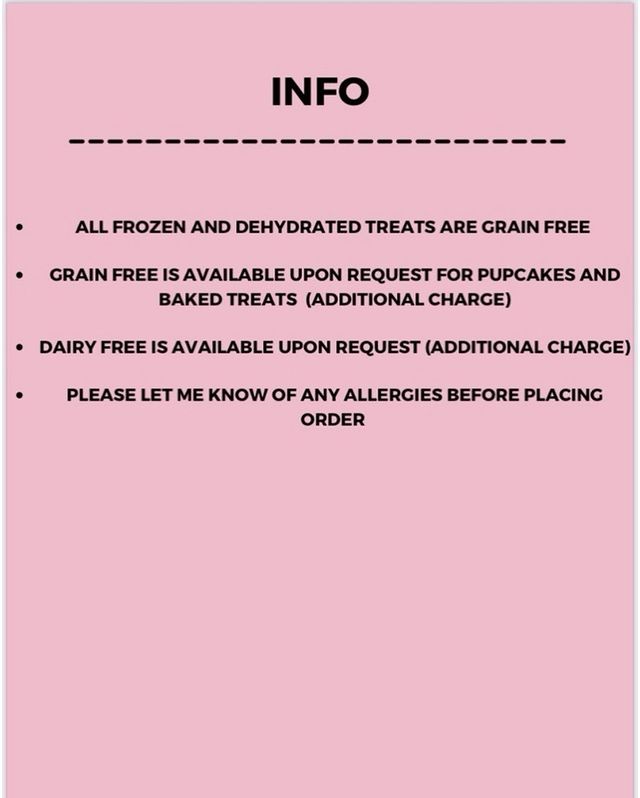 INFO
• ALL FROZEN AND DEHYDRATED TREATS ARE GRAIN FREE
• GRAIN FREE IS AVAILABLE UPON REQUEST FOR PUPCAKES AND
BAKED TREATS (ADDITIONAL CHARGE)
• DAIRY FREE IS AVAILABLE UPON REQUEST (ADDITIONAL CHARGE)
• PLEASE LET ME KNOW OF ANY ALLERGIES BEFORE PLACING
ORDER